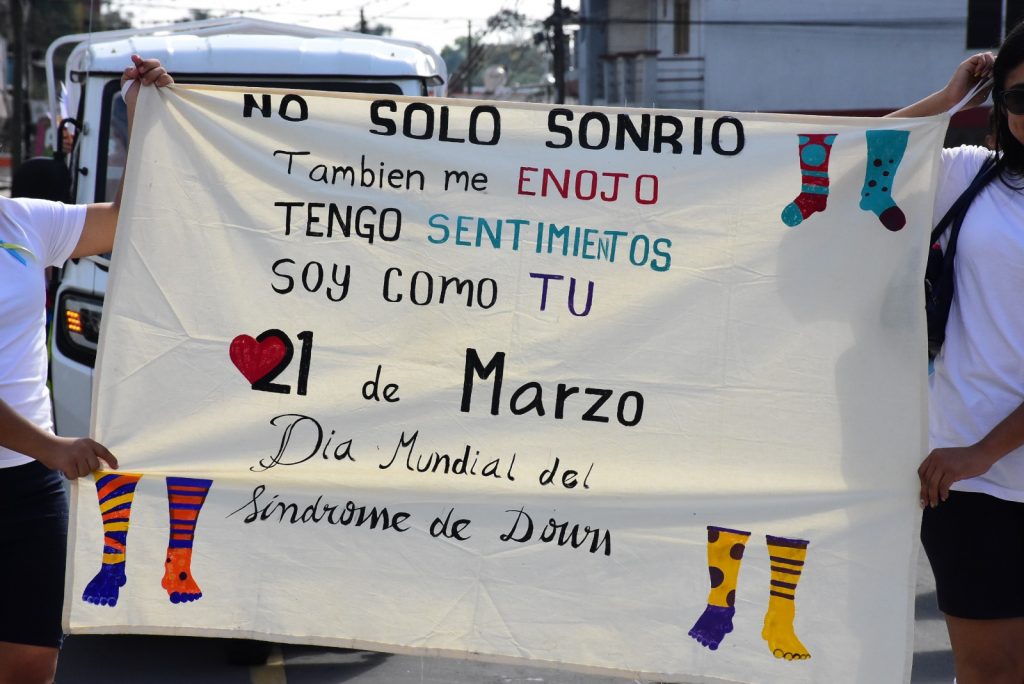 NO SOLO SONRIO
Tambien me ENOJO
TENGO SENTIMIENTOS
SOY COMO TU
21 de Marzo
Dia Mundial del
Síndrome de Down